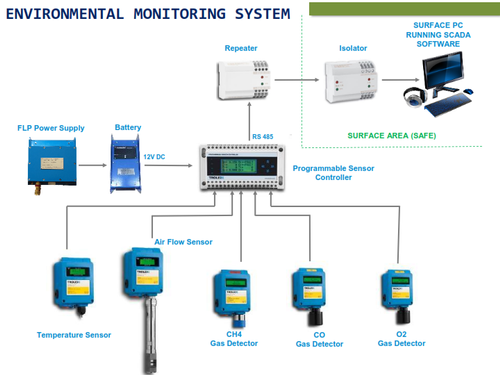 ENVIRONMENTAL MONITORING SYSTEM
SURFACE PC
RUNNING SCADA
SOFTWARE
Repeater
Isolator
SURFACE AREA (SAFE)
RS 485
FLP Power Supply
Battery
12V DC
Programmable Sensor
Controller
Air Flow Sensor
Temperature Sensor
CH4
Gas Detector
CO
Gas Detector
O2
Gas Detector